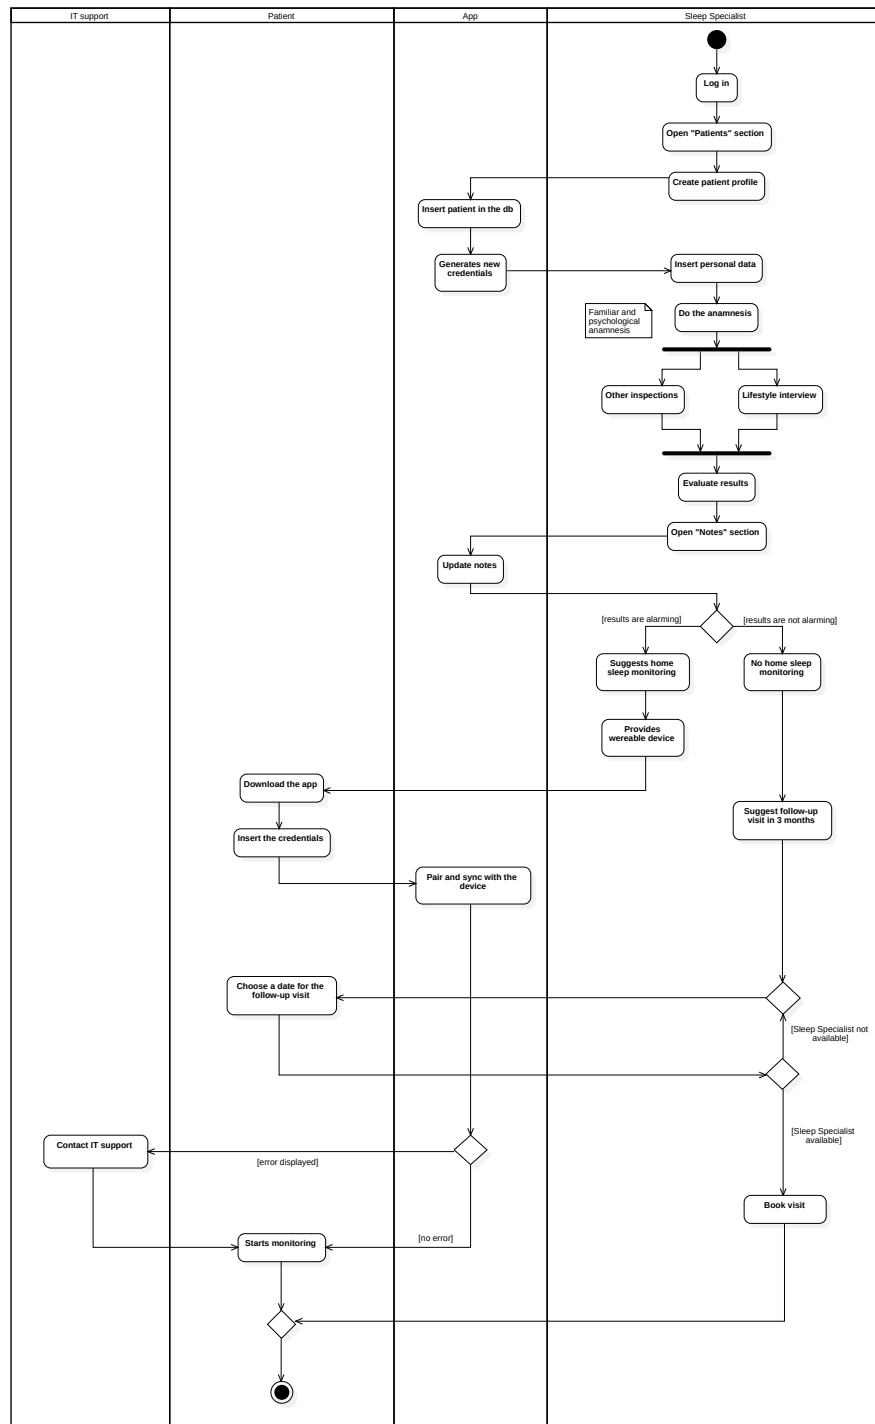 IT support
Patient
App
Sleep Specialist
Log in
Open "Patients" section
Create patient profile
Insert patient in the db
Generates new
credentials
Insert personal data
Familiar and
psychological
anamnesis
Do the anamnesis
Other inspections
Lifestyle interview
Evaluate results
Open "Notes" section
Update notes
[results are alarming]
[results are not alarming]
Suggests home
sleep monitoring
No home sleep
monitoring
Provides
wereable device
Download the app
Suggest follow-up
visit in 3 months
Insert the credentials
Pair and sync with the
device
Choose a date for the
follow-up visit
[Sleep Specialist not
available]
Contact IT support
[error displayed]
[Sleep Specialist
available]
Book visit
Starts monitoring
[no error]